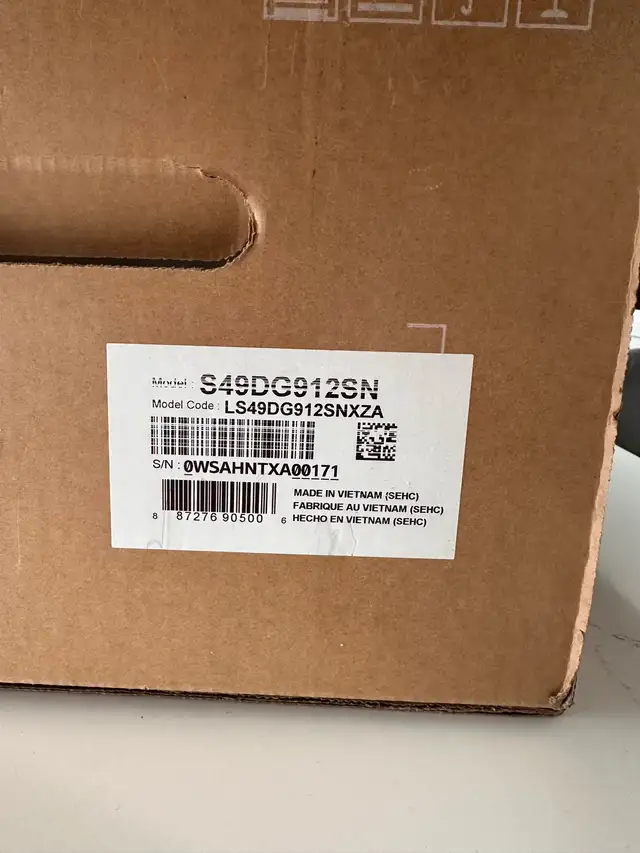 Model : S49DG912SN
Model Code : LS49DG912SNXZA
S/N : 0WSAHNTXA00171
8 87276 90500 6
MADE IN VIETNAM (SEHC)
FABRIQUE AU VIETNAM (SEHC)
HECHO EN VIETNAM (SEHC)